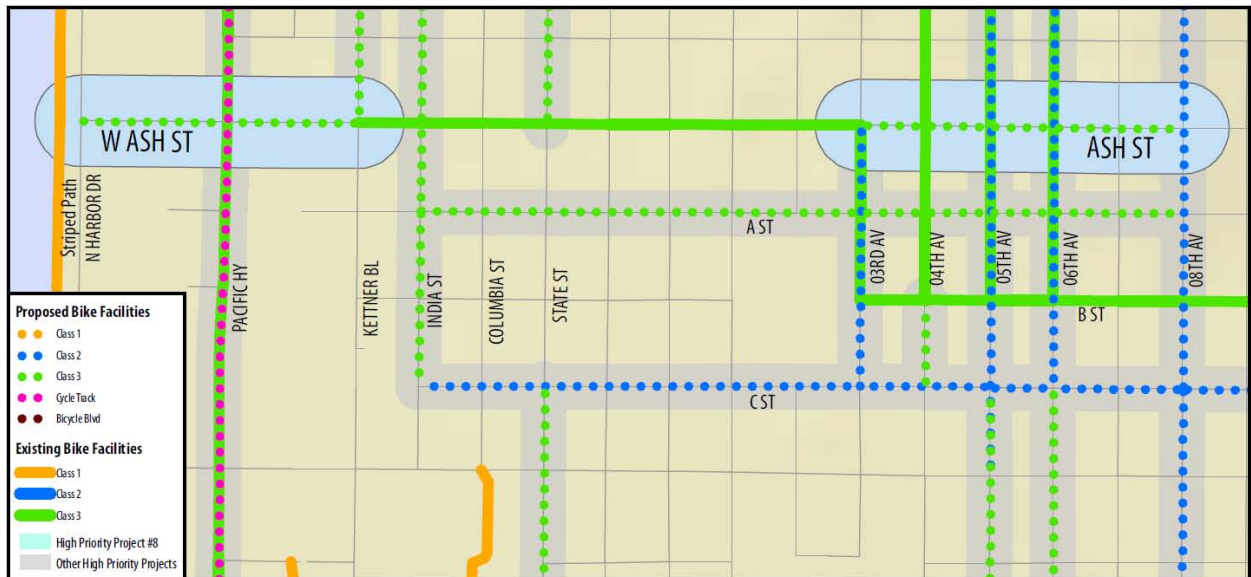 W ASH ST
ASH ST
Striped Path
N HARBOR DR
PACIFIC HY
KETTNER BL
INDIA ST
COLUMBIA ST
STATE ST
A ST
03RD AV
04TH AV
05TH AV
06TH AV
08TH AV
B ST
C ST
Proposed Bike Facilities
Class 1
Class 2
Class 3
Cycle Track
Bicycle Blvd
Existing Bike Facilities
Class 1
Class 2
Class 3
High Priority Project #8
Other High Priority Projects